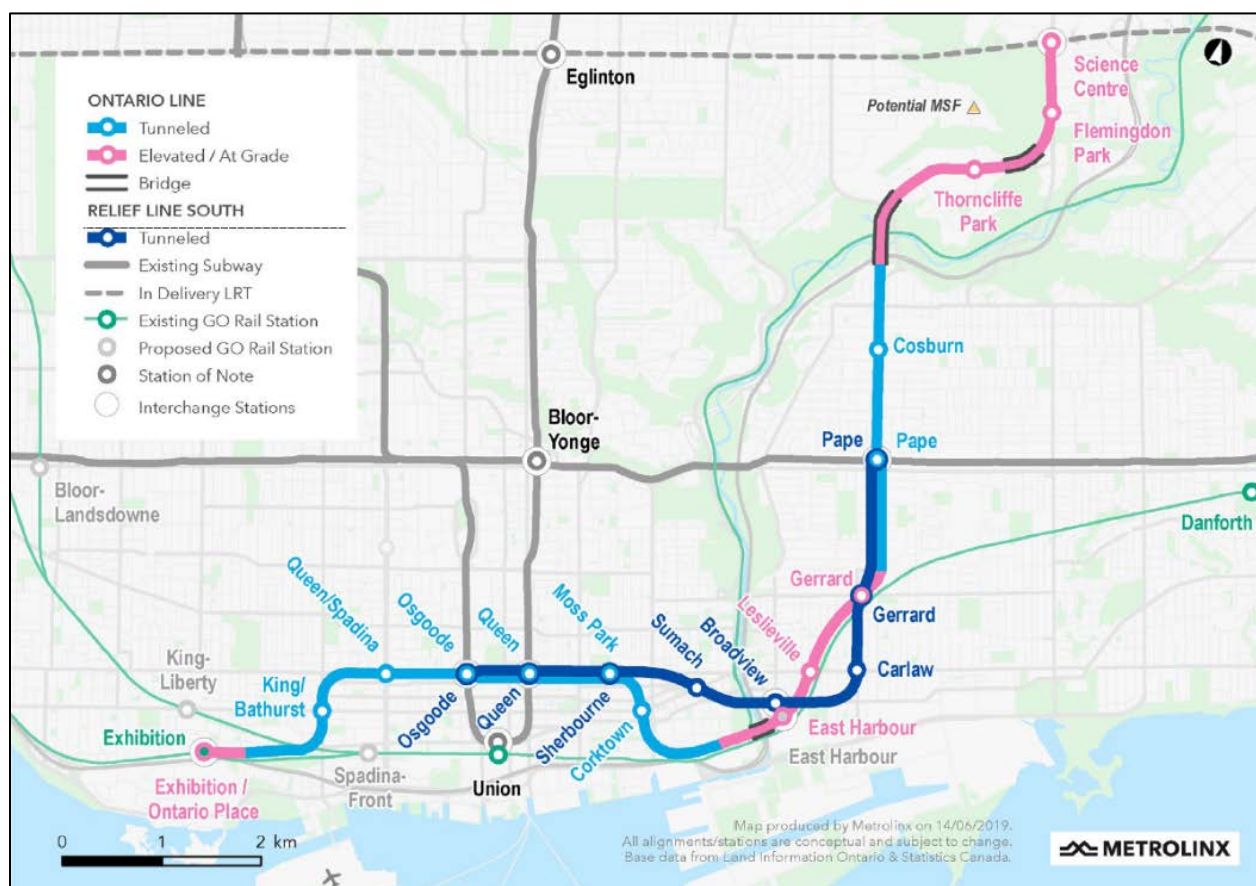 ONTARIO LINE
Tunneled
Elevated / At Grade
Bridge
RELIEF LINE SOUTH
Tunneled
Existing Subway
In Delivery LRT
Existing GO Rail Station
Proposed GO Rail Station
Station of Note
Interchange Stations
Eglinton
Science
Centre
Potential MSF
Flemingdon
Park
Thorncliffe
Park
Cosburn
Bloor-
Yonge
Pape
Pape
Bloor-
Landsdowne
Danforth
Gerrard
Gerrard
Queen/Spadina
Osgoode
Queen
Moss Park
Sumach
Broadview
Leslieville
Carlaw
King-
Liberty
King/
Bathurst
Osgoode
Queen
Sherbourne
Corktown
East Harbour
East Harbour
Exhibition
Exhibition /
Ontario Place
Spadina-
Front
Union
0 1 2 km
Map produced by Metrolinx on 14/06/2019.
All alignments/stations are conceptual and subject to change.
Base data from Land Information Ontario & Statistics Canada.
METROLINX